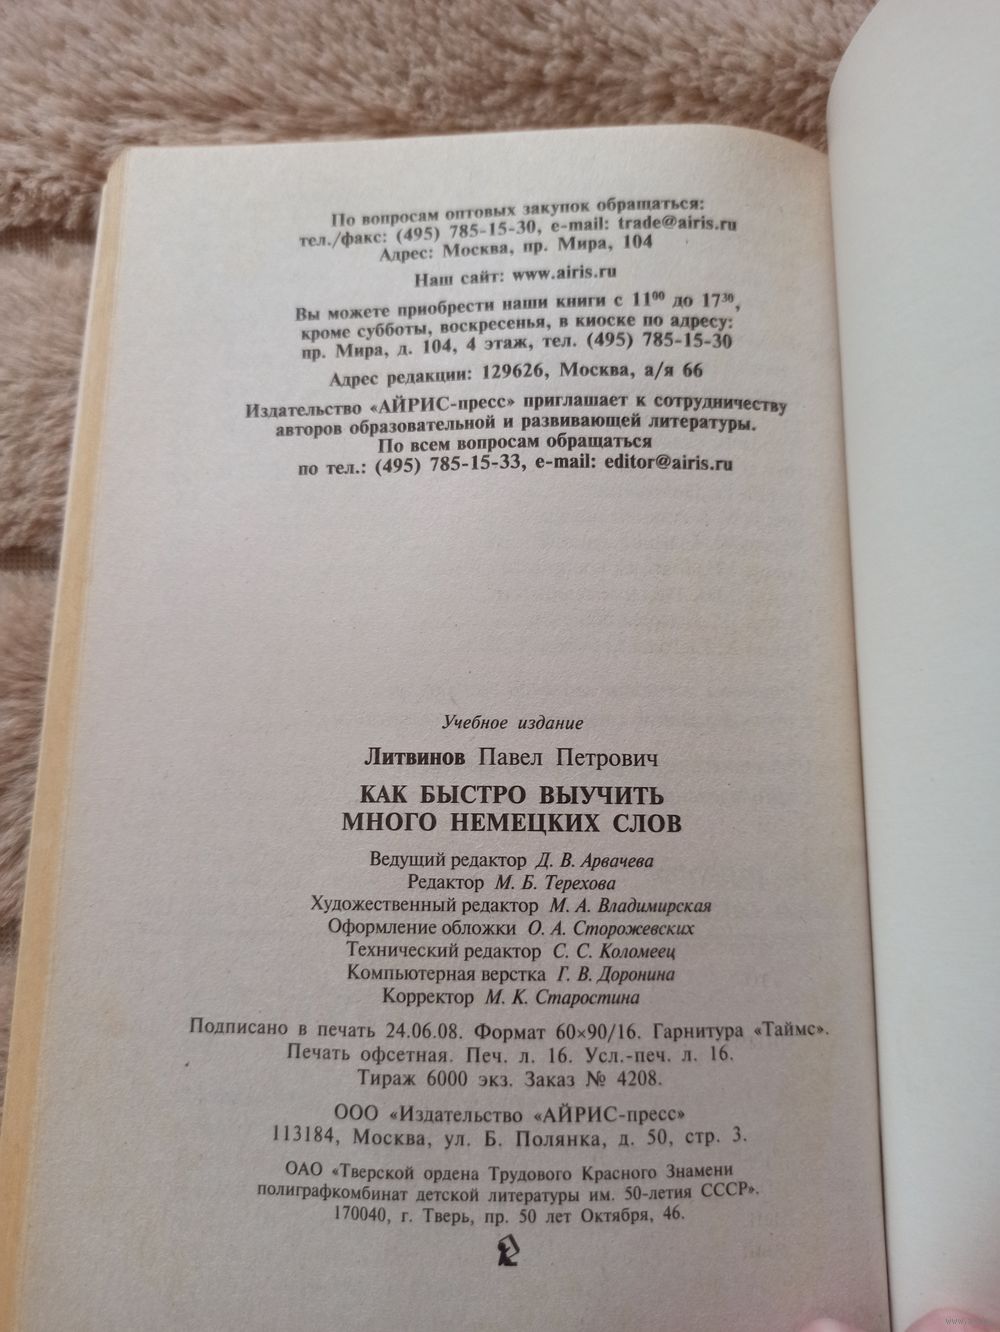 По вопросам оптовых закупок обращаться:
тел./факс: (495) 785-15-30, e-mail: trade@airis.ru
Адрес: Москва, пр. Мира, 104
Наш сайт: www.airis.ru
Вы можете приобрести наши книги с 11⁰⁰ до 17³⁰,
кроме субботы, воскресенья, в киоске по адресу:
пр. Мира, д. 104, 4 этаж, тел. (495) 785-15-30
Адрес редакции: 129626, Москва, а/я 66
Издательство «АЙРИС-пресс» приглашает к сотрудничеству
авторов образовательной и развивающей литературы.
По всем вопросам обращаться
по тел.: (495) 785-15-33, e-mail: editor@airis.ru
Учебное издание
Литвинов Павел Петрович
КАК БЫСТРО ВЫУЧИТЬ
МНОГО НЕМЕЦКИХ СЛОВ
Ведущий редактор Д. В. Арвачева
Редактор М. Б. Терехова
Художественный редактор М. А. Владимирская
Оформление обложки О. А. Сторожевских
Технический редактор С. С. Коломеец
Компьютерная верстка Г. В. Доронина
Корректор М. К. Старостина
Подписано в печать 24.06.08. Формат 60×90/16. Гарнитура «Таймс».
Печать офсетная. Печ. л. 16. Усл.-печ. л. 16.
Тираж 6000 экз. Заказ № 4208.
ООО «Издательство «АЙРИС-пресс»
113184, Москва, ул. Б. Полянка, д. 50, стр. 3.
ОАО «Тверской ордена Трудового Красного Знамени
полиграфкомбинат детской литературы им. 50-летия СССР».
170040, г. Тверь, пр. 50 лет Октября, 46.